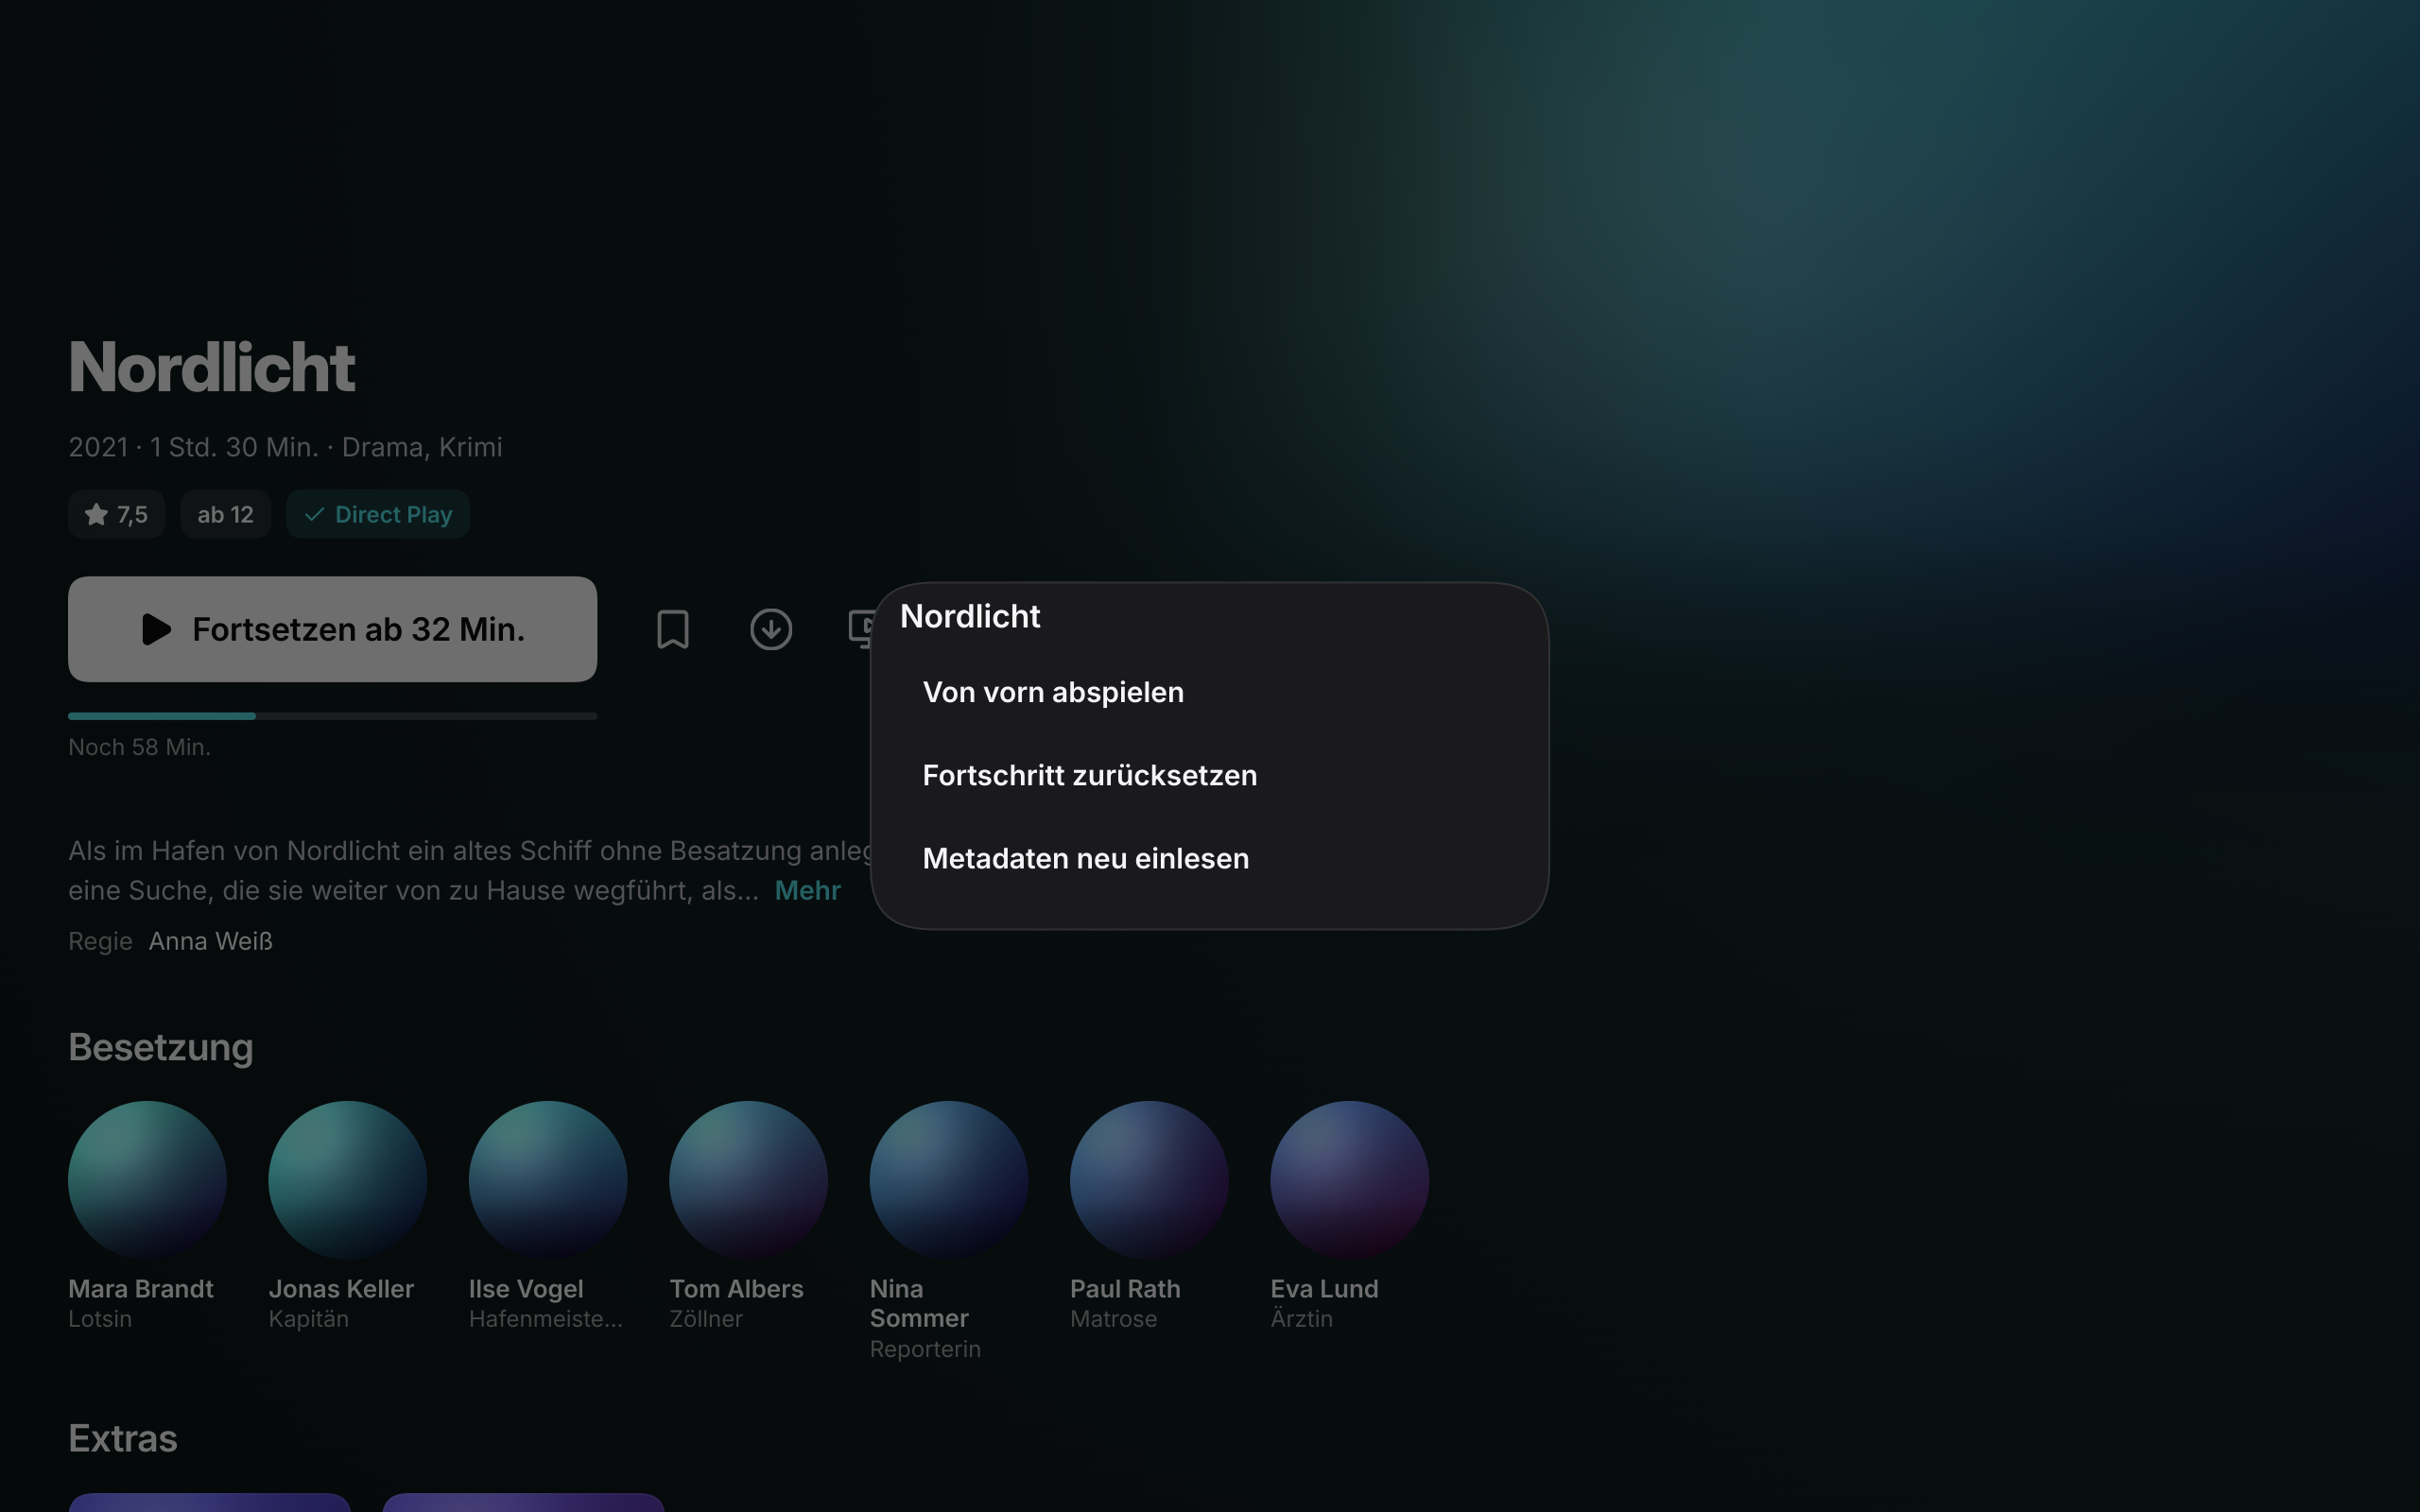 Nordlicht
2021 · 1 Std. 30 Min. · Drama, Krimi
7,5
ab 12
Direct Play
Fortsetzen ab 32 Min.
Noch 58 Min.
Als im Hafen von Nordlicht ein altes Schiff ohne Besatzung
eine Suche, die sie weiter von zu Hause wegführt, als... Mehr
Regie Anna Weiß
Nordlicht
Von vorn abspielen
Fortschritt zurücksetzen
Metadaten neu einlesen
Besetzung
Mara Brandt
Lotsin
Jonas Keller
Kapitän
Ilse Vogel
Hafenmeiste...
Tom Albers
Zöllner
Nina
Sommer
Reporterin
Paul Rath
Matrose
Eva Lund
Ärztin
Extras